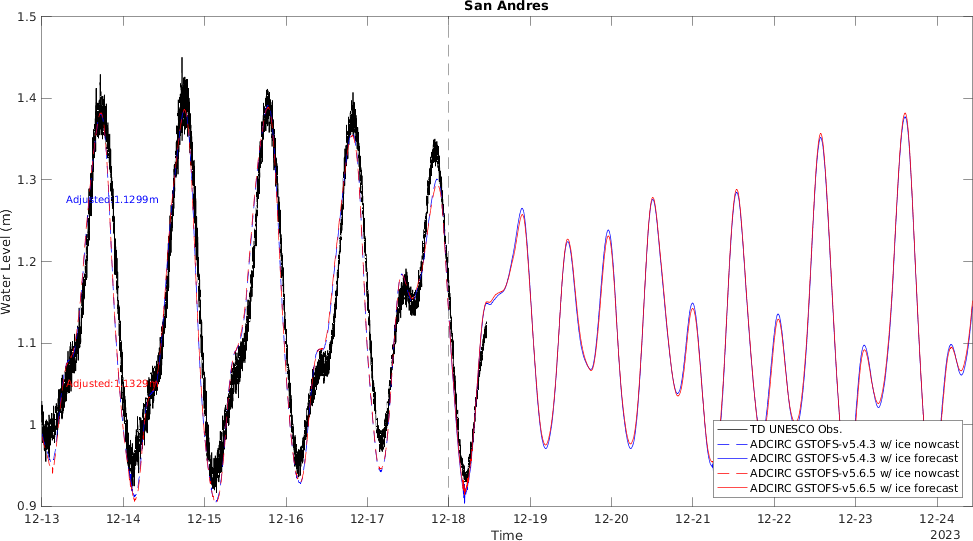 San Andres
1.5
1.4
1.3
1.2
1.1
1
0.9
Water Level (m)
Adjusted:1.1299m
Adjusted:1.1329m
TD UNESCO Obs.
ADCIRC GSTOFS-v5.4.3 w/ ice nowcast
ADCIRC GSTOFS-v5.4.3 w/ ice forecast
ADCIRC GSTOFS-v5.6.5 w/ ice nowcast
ADCIRC GSTOFS-v5.6.5 w/ ice forecast
12-13 12-14 12-15 12-16 12-17 12-18 12-19 12-20 12-21 12-22 12-23 12-24
Time
2023